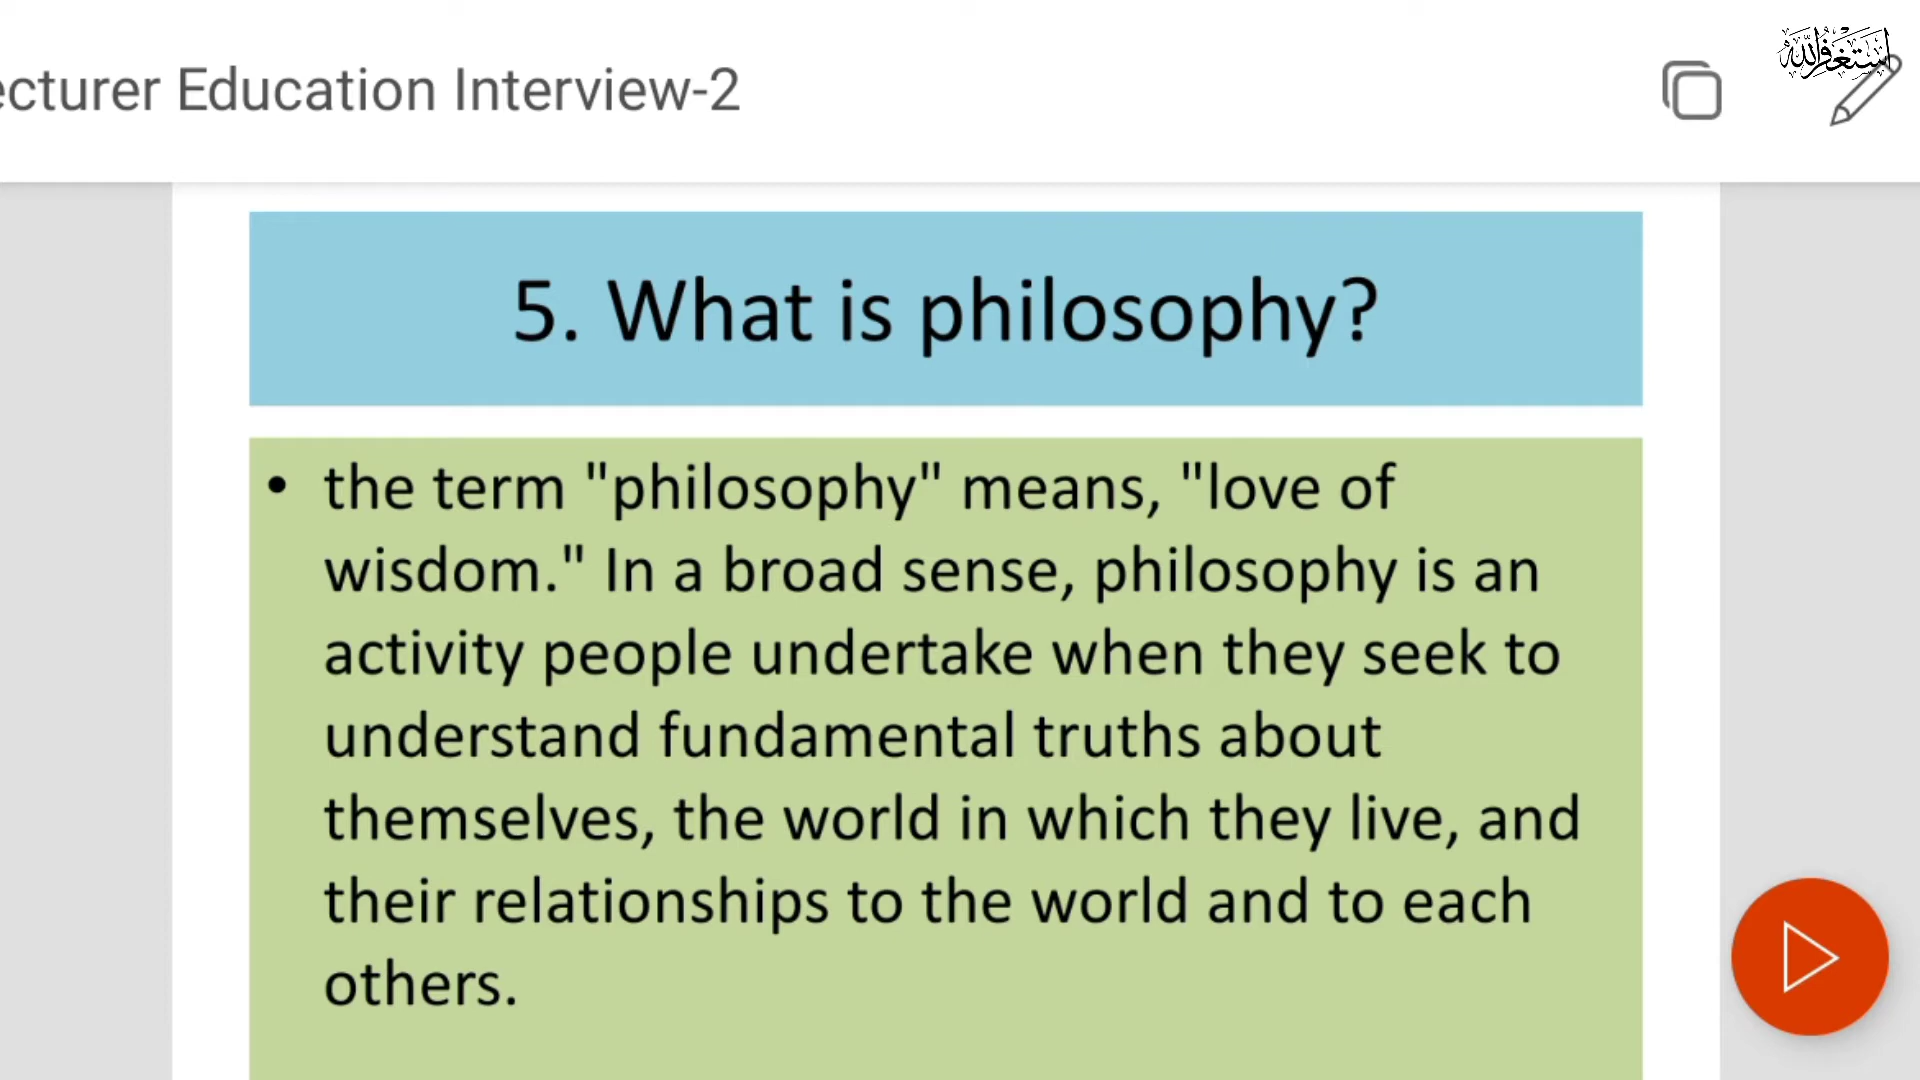 ecturer Education Interview-2
أستغفر الله
5. What is philosophy?
• the term "philosophy" means, "love of
wisdom." In a broad sense, philosophy is an
activity people undertake when they seek to
understand fundamental truths about
themselves, the world in which they live, and
their relationships to the world and to each
others.